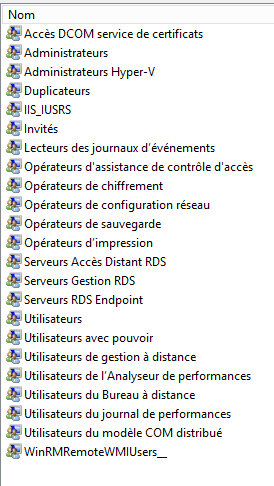 Nom
Accès DCOM service de certificats
Administrateurs
Administrateurs Hyper-V
Duplicateurs
IIS_IUSRS
Invités
Lecteurs des journaux d'événements
Opérateurs d'assistance de contrôle d'accès
Opérateurs de chiffrement
Opérateurs de configuration réseau
Opérateurs de sauvegarde
Opérateurs d'impression
Serveurs Accès Distant RDS
Serveurs Gestion RDS
Serveurs RDS Endpoint
Utilisateurs
Utilisateurs avec pouvoir
Utilisateurs de gestion à distance
Utilisateurs de l'Analyseur de performances
Utilisateurs du Bureau à distance
Utilisateurs du journal de performances
Utilisateurs du modèle COM distribué
WinRMRemoteWMIUsers__